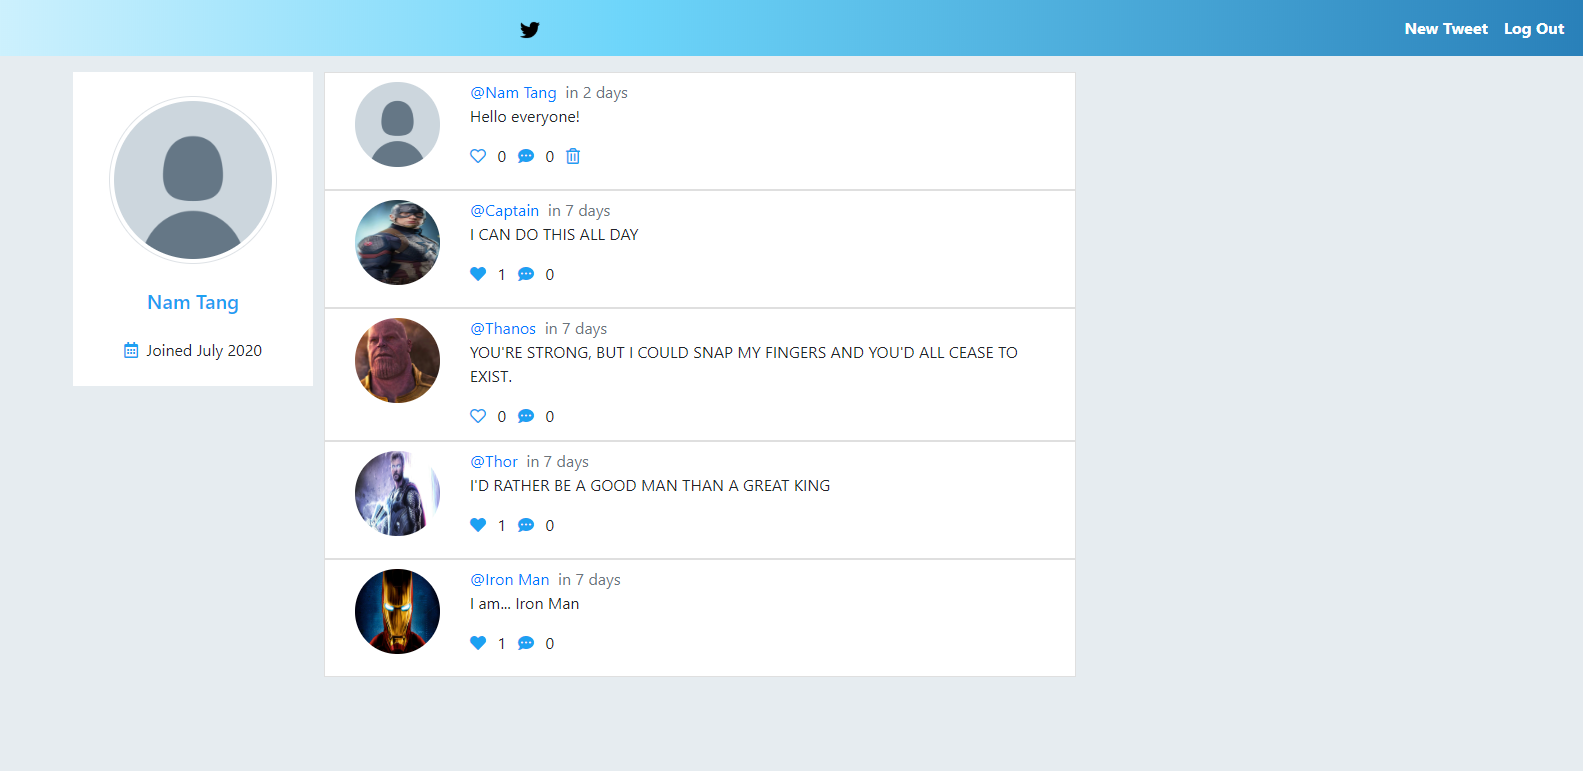 New Tweet Log Out
Nam Tang
Joined July 2020
@Nam Tang in 2 days
Hello everyone!
0 0
@Captain in 7 days
I CAN DO THIS ALL DAY
1 0
@Thanos in 7 days
YOU'RE STRONG, BUT I COULD SNAP MY FINGERS AND YOU'D ALL CEASE TO
EXIST.
0 0
@Thor in 7 days
I'D RATHER BE A GOOD MAN THAN A GREAT KING
1 0
@Iron Man in 7 days
I am... Iron Man
1 0